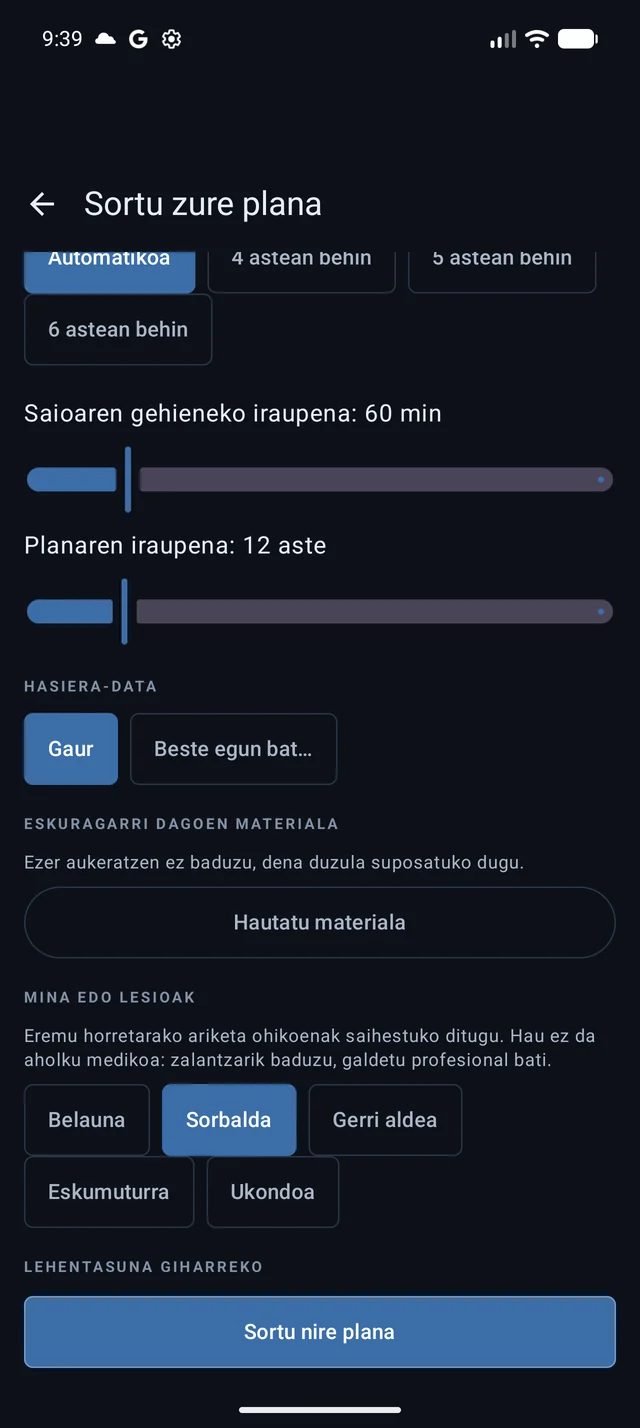 9:39
Sortu zure plana
Automatikoa 4 astean behin 5 astean behin
6 astean behin
Saioaren gehieneko iraupena: 60 min
Planaren iraupena: 12 aste
HASIERA-DATA
Gaur Beste egun bat…
ESKURAGARRI DAGOEN MATERIALA
Ezer aukeratzen ez baduzu, dena duzula suposatuko dugu.
Hautatu materiala
MINA EDO LESIOAK
Eremu horretarako ariketa ohikoenak saihestuko ditugu. Hau ez da
aholku medikoa: zalantzarik baduzu, galdetu profesional bati.
Belauna Sorbalda Gerri aldea
Eskumuturra Ukondoa
LEHENTASUNA GIHARREKO
Sortu nire plana